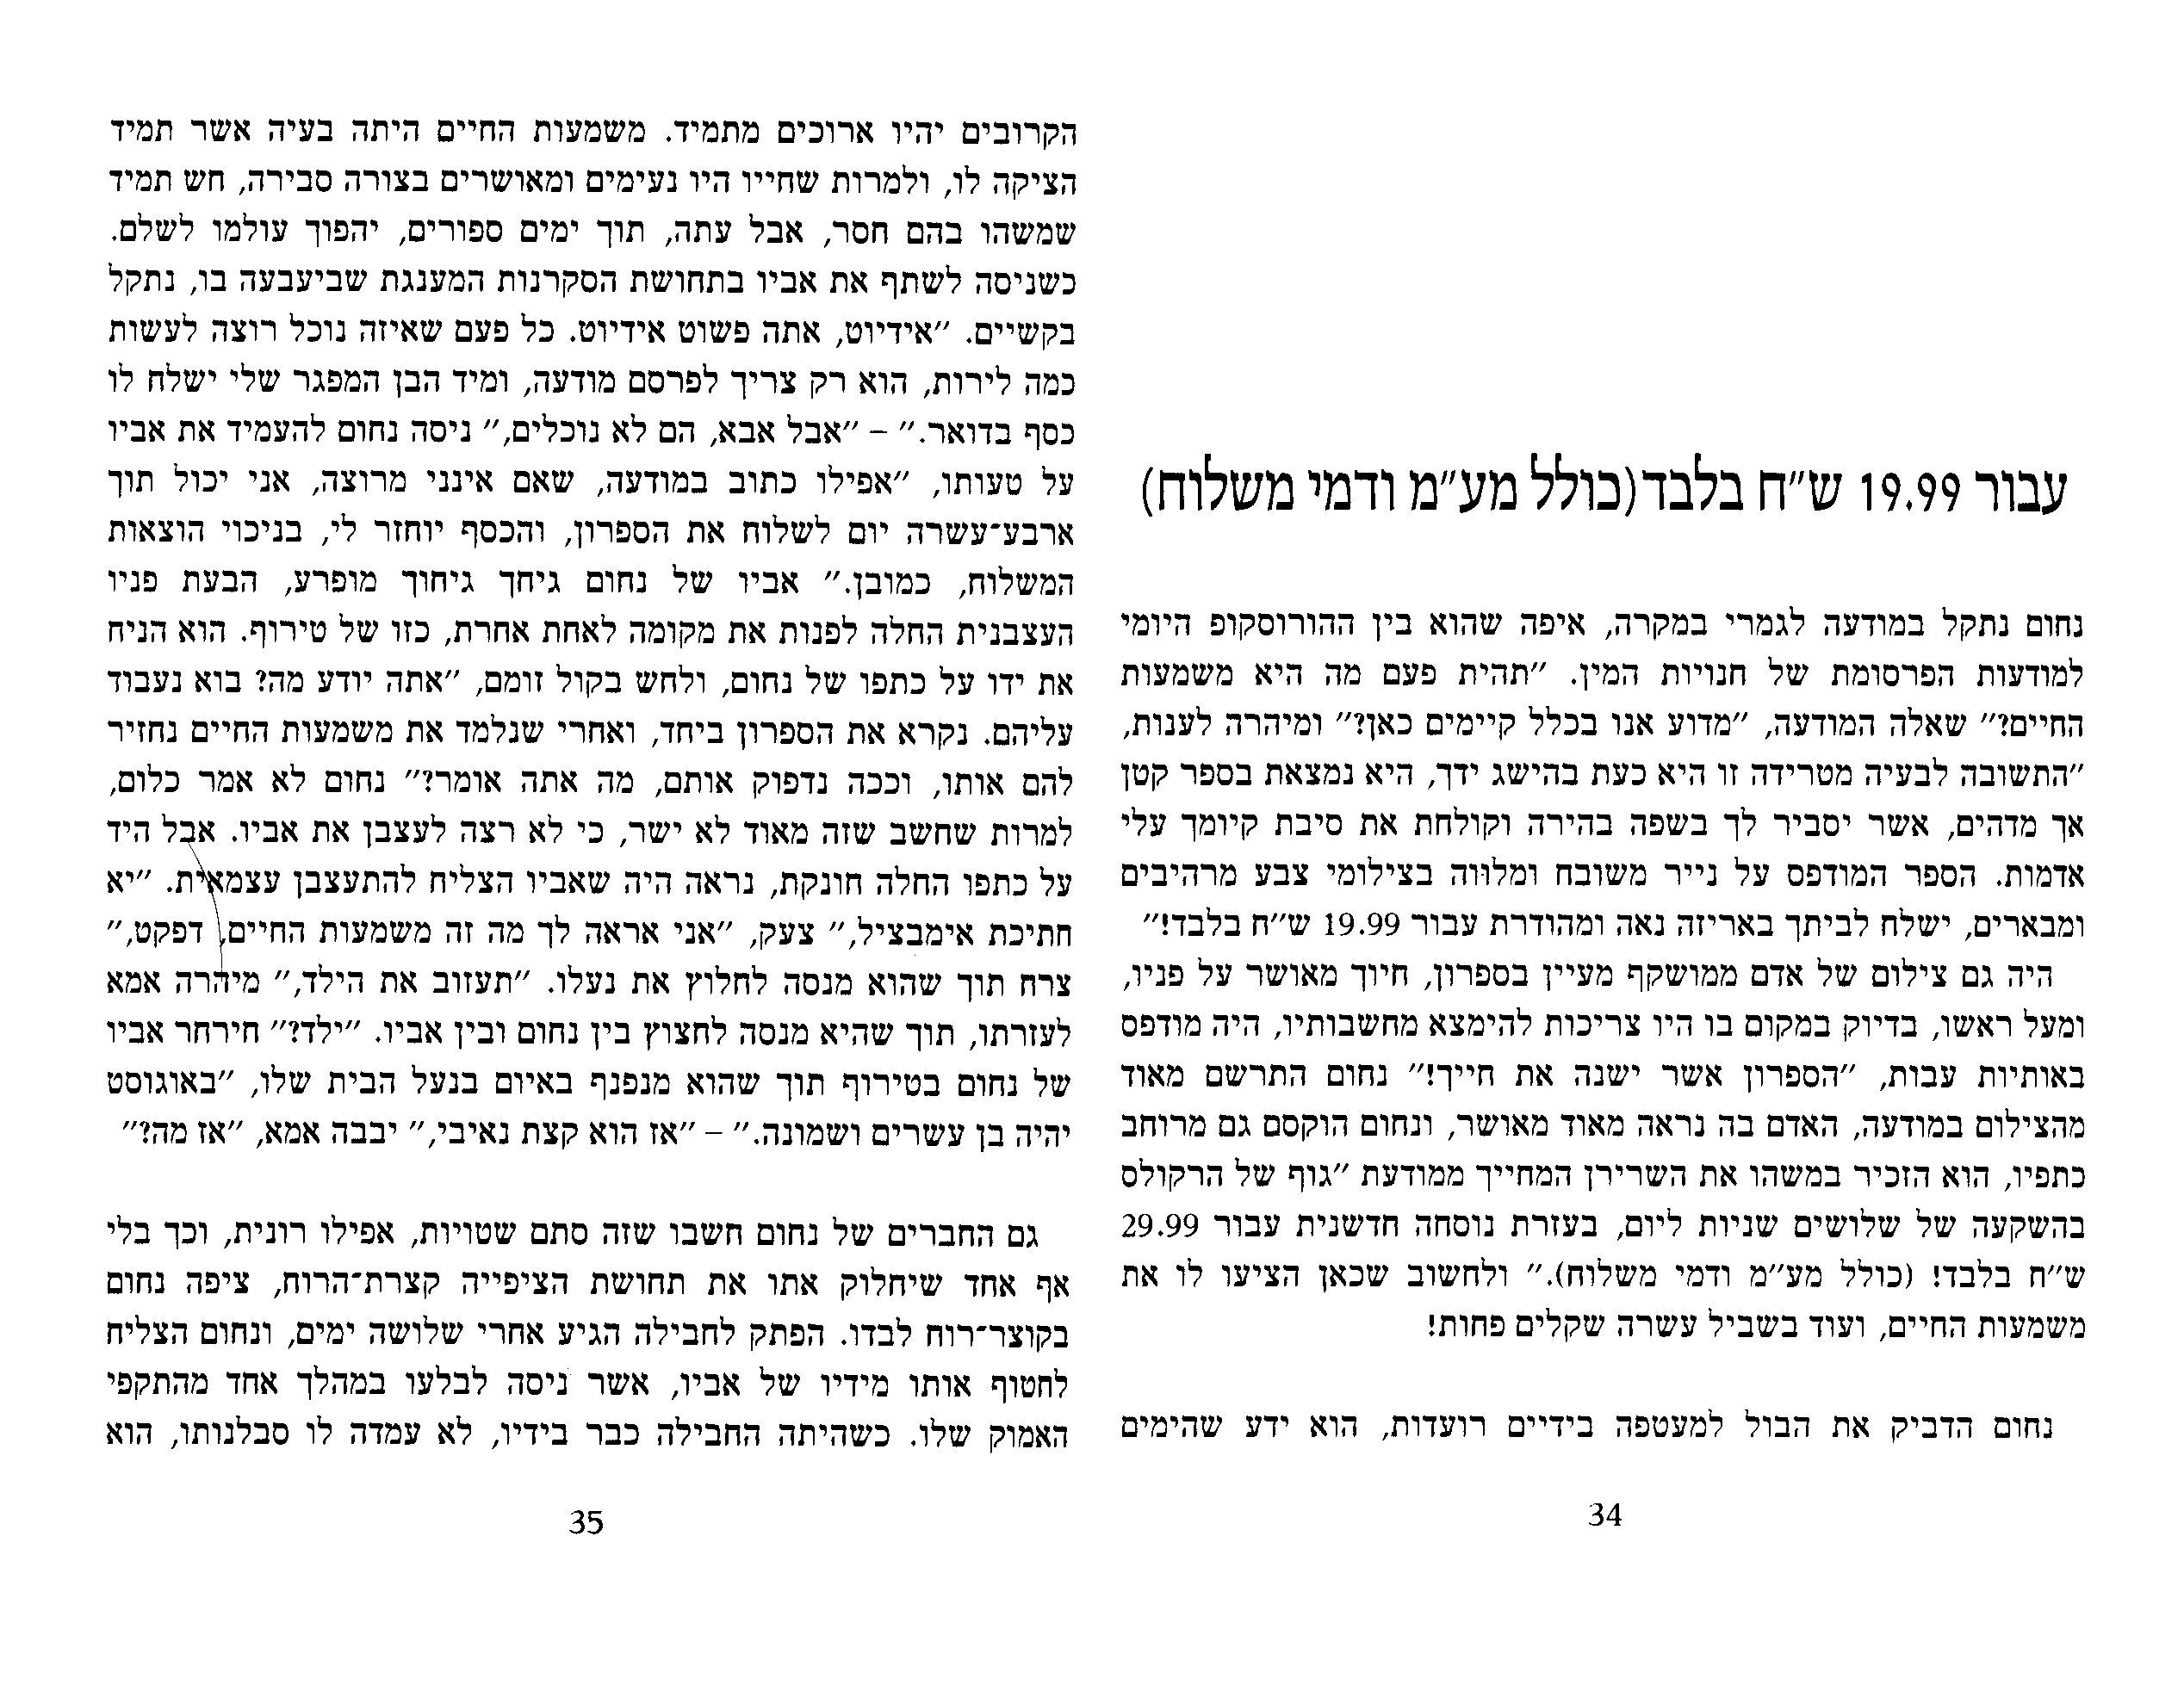 עבור 19.99 ש״ח בלבד (כולל מע״מ ודמי משלוח)
נחום נתקל במודעה לגמרי במקרה, איפה שהוא בין ההורוסקופ היומי
למודעות הפרסומת של חנויות המין. ״תהית פעם מה היא משמעות
החיים?״ שאלה המודעה, ״מדוע אנו בכלל קיימים כאן?״ ומיהרה לענות,
״התשובה לבעיה מטרידה זו היא כעת בהישג ידך, היא נמצאת בספר קטן
אך מדהים, אשר יסביר לך בשפה בהירה וקולחת את סיבת קיומך עלי
אדמות. הספר המודפס על נייר משובח ומלווה בצילומי צבע מרהיבים
ומבארים, ישלח לביתך באריזה נאה ומהודרת עבור 19.99 ש״ח בלבד!״
היה גם צילום של אדם ממושקף מעיין בספרון, חיוך מאושר על פניו,
ומעל ראשו, בדיוק במקום בו היו צריכות להימצא מחשבותיו, היה מודפס
באותיות עבות, ״הספרון אשר ישנה את חייך!״ נחום התרשם מאוד
מהצילום במודעה, האדם בה נראה מאוד מאושר, ונחום הוקסם גם מרוחב
כתפיו, הוא הזכיר במשהו את השרירן המחייך ממודעת ״גוף של הרקולס
בהשקעה של שלושים שניות ליום, בעזרת נוסחה חדשנית עבור 29.99
ש״ח בלבד! (כולל מע״מ ודמי משלוח).״ ולחשוב שכאן הציעו לו את
משמעות החיים, ועוד בשביל עשרה שקלים פחות!
נחום הדביק את הבול למעטפה בידיים רועדות, הוא ידע שהימים
34
הקרובים יהיו ארוכים מתמיד. משמעות החיים היתה בעיה אשר תמיד
הציקה לו, ולמרות שחייו היו נעימים ומאושרים בצורה סבירה, חש תמיד
שמשהו בהם חסר, אבל עתה, תוך ימים ספורים, יהפוך עולמו לשלם.
כשניסה לשתף את אביו בתחושת הסקרנות המענגת שביעבעה בו, נתקל
בקשיים. ״אידיוט, אתה פשוט אידיוט. כל פעם שאיזה נוכל רוצה לעשות
כמה לירות, הוא רק צריך לפרסם מודעה, ומיד הבן המפגר שלי ישלח לו
כסף בדואר.״ – ״אבל אבא, הם לא נוכלים,״ ניסה נחום להעמיד את אביו
על טעותו, ״אפילו כתוב במודעה, שאם אינני מרוצה, אני יכול תוך
ארבע־עשרה יום לשלוח את הספרון, והכסף יוחזר לי, בניכוי הוצאות
המשלוח, כמובן.״ אביו של נחום גיחך גיחוך מופרע, הבעת פניו
העצבנית החלה לפנות את מקומה לאחת אחרת, כזו של טירוף. הוא הניח
את ידו על כתפו של נחום, ולחש בקול זומם, ״אתה יודע מה? בוא נעבוד
עליהם. נקרא את הספרון ביחד, ואחרי שנלמד את משמעות החיים נחזיר
להם אותו, וככה נדפוק אותם, מה אתה אומר?״ נחום לא אמר כלום,
למרות שחשב שזה מאוד לא ישר, כי לא רצה לעצבן את אביו. אבל היד
על כתפו החלה חונקת, נראה היה שאביו הצליח להתעצבן עצמאית. ״יא
חתיכת אימבציל,״ צעק, ״אני אראה לך מה זה משמעות החיים, דפקט,״
צרח תוך שהוא מנסה לחלוץ את נעלו. ״תעזוב את הילד,״ מיהרה אמא
לעזרתו, תוך שהיא מנסה לחצוץ בין נחום ובין אביו. ״ילד?״ חירחר אביו
של נחום בטירוף תוך שהוא מנפנף באיום בנעל הבית שלו, ״באוגוסט
יהיה בן עשרים ושמונה.״ – ״אז הוא קצת נאיבי,״ יבבה אמא, ״אז מה?״
גם החברים של נחום חשבו שזה סתם שטויות, אפילו רונית, וכך בלי
אף אחד שיחלוק אתו את תחושת הציפייה קצרת־הרוח, ציפה נחום
בקוצר־רוח לבדו. הפתק לחבילה הגיע אחרי שלושה ימים, ונחום הצליח
לחטוף אותו מידיו של אביו, אשר ניסה לבלעו במהלך אחד מהתקפי
האמוק שלו. כשהיתה החבילה כבר בידיו, לא עמדה לו סבלנותו, הוא
35